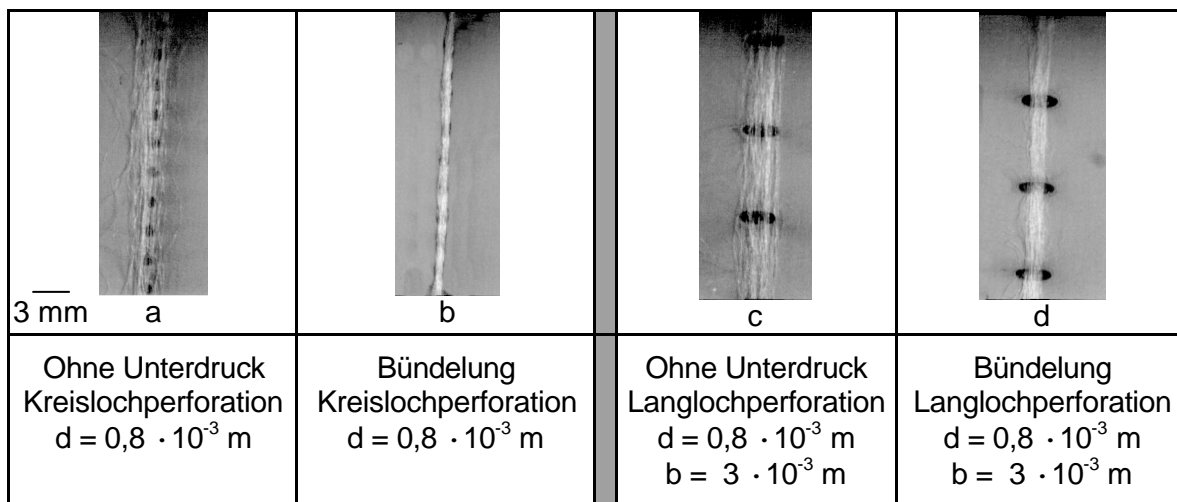 3 mm
a
b
c
d
Ohne Unterdruck
Kreislochperforation
d = 0,8 · 10⁻³ m
Bündelung
Kreislochperforation
d = 0,8 · 10⁻³ m
Ohne Unterdruck
Langlochperforation
d = 0,8 · 10⁻³ m
b = 3 · 10⁻³ m
Bündelung
Langlochperforation
d = 0,8 · 10⁻³ m
b = 3 · 10⁻³ m